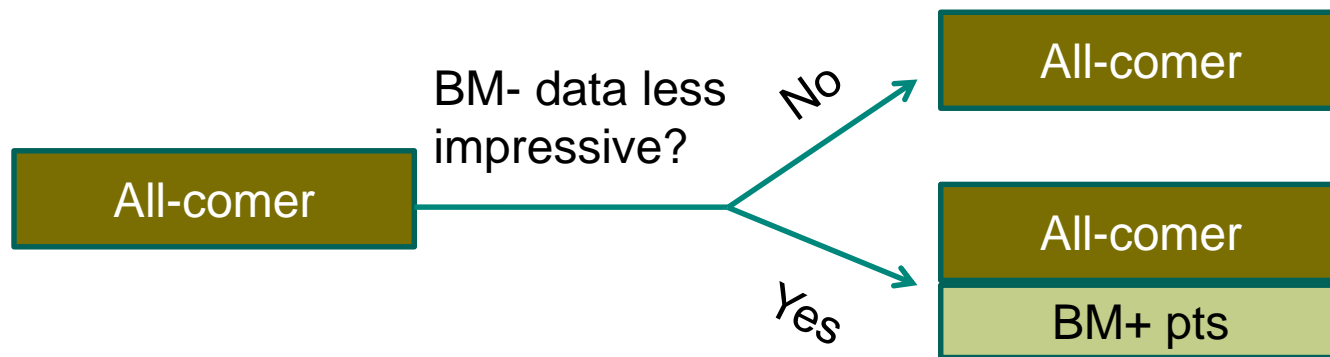 All-comer
BM- data less
impressive?
No
Yes
All-comer
All-comer
BM+ pts